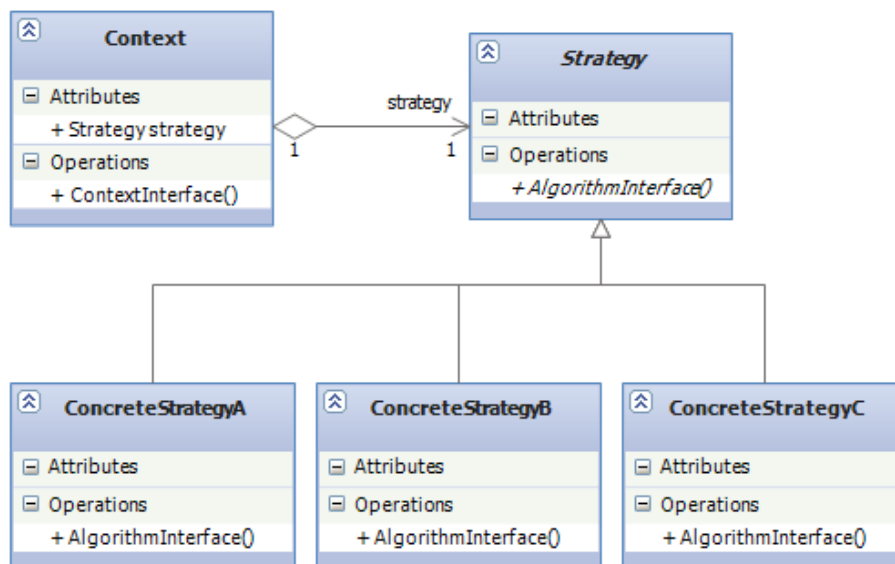 Context
Attributes
+ Strategy strategy
Operations
+ ContextInterface()
strategy
1
1
Strategy
Attributes
Operations
+ AlgorithmInterface()
ConcreteStrategyA
Attributes
Operations
+ AlgorithmInterface()
ConcreteStrategyB
Attributes
Operations
+ AlgorithmInterface()
ConcreteStrategyC
Attributes
Operations
+ AlgorithmInterface()